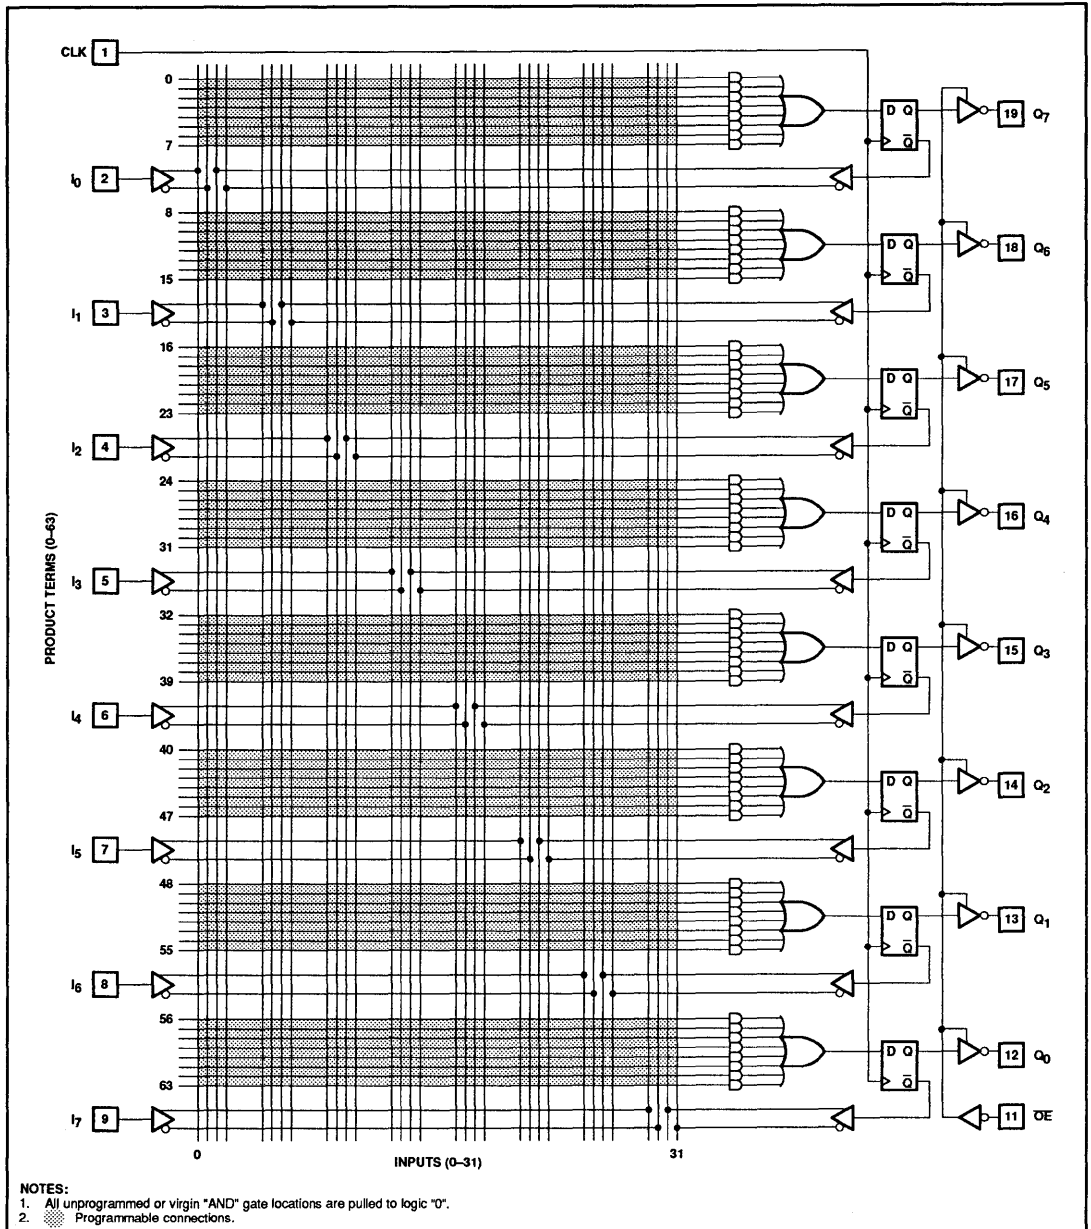 CLK 1
0
7
D Q
Q̅
19 Q7
I0 2
8
15
D Q
Q̅
18 Q6
I1 3
16
23
D Q
Q̅
17 Q5
I2 4
24
31
D Q
Q̅
16 Q4
I3 5
PRODUCT TERMS (0–63)
32
39
D Q
Q̅
15 Q3
I4 6
40
47
D Q
Q̅
14 Q2
I5 7
48
55
D Q
Q̅
13 Q1
I6 8
56
63
D Q
Q̅
12 Q0
I7 9
11 O̅E̅
0 INPUTS (0–31) 31
NOTES:
1. All unprogrammed or virgin "AND" gate locations are pulled to logic "0".
2. Programmable connections.